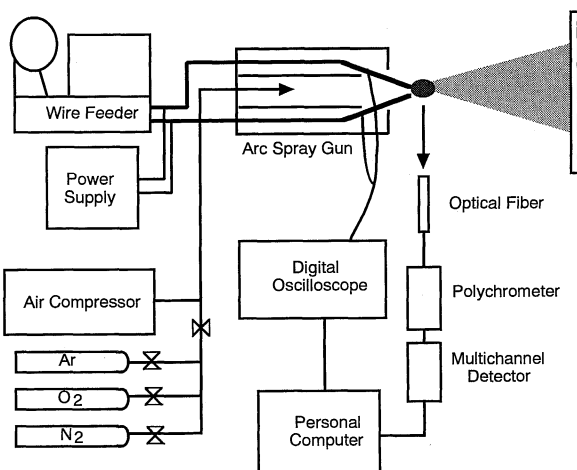 Wire Feeder
Arc Spray Gun
Power
Supply
Optical Fiber
Digital
Oscilloscope
Air Compressor
Polychrometer
Ar
Multichannel
Detector
O2
N2
Personal
Computer